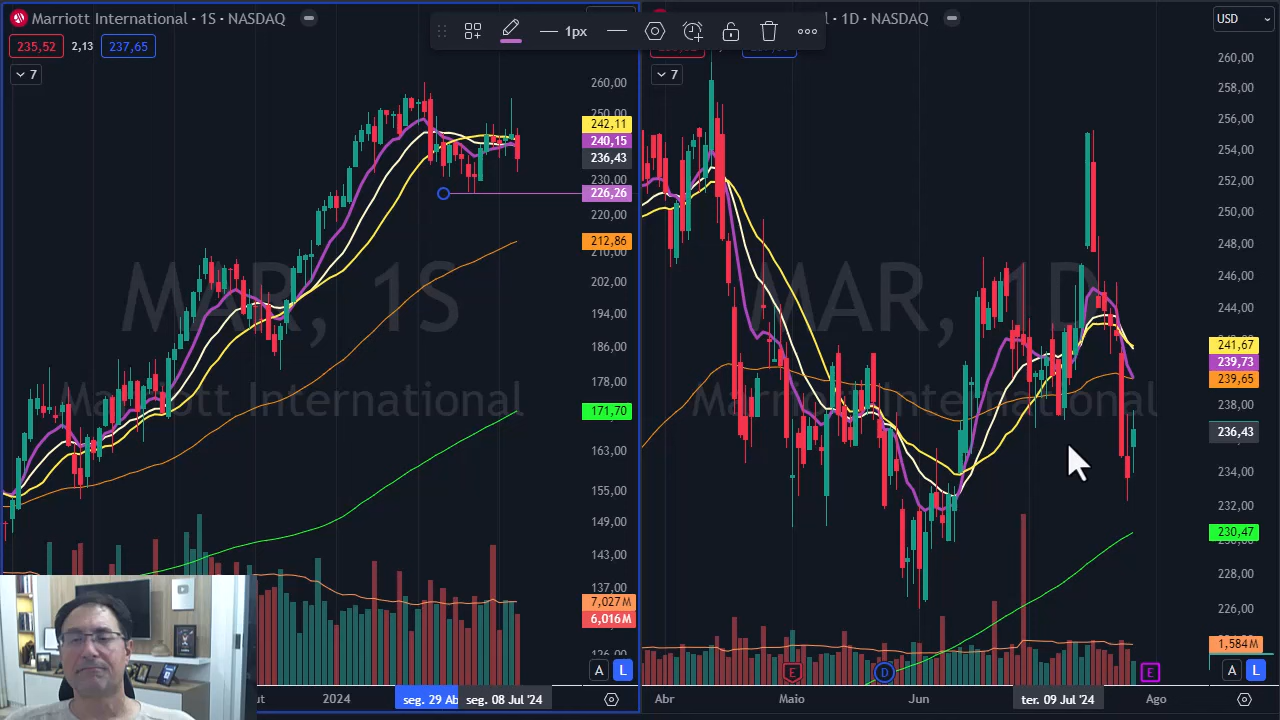 Marriott International · 1S · NASDAQ
235,52 2,13 237,65
7
1px
l · 1D · NASDAQ
USD
7
260,00
250,00
242,11
240,15
236,43
230,00
226,26
220,00
212,86
210,00
202,00
194,00
186,00
178,00
171,70
163,00
155,00
149,00
143,00
137,00
7,027M
6,016M
126,00
MAR, 1S
Marriott International
A L
ut 2024 seg. 29 Ab seg. 08 Jul '24
260,00
258,00
256,00
254,00
252,00
250,00
248,00
246,00
244,00
241,67
239,73
239,65
238,00
236,43
234,00
232,00
230,47
228,00
226,00
1,584M
MAR, 1D
Marriott International
E D E
A L
Abr Maio Jun ter. 09 Jul '24 Ago